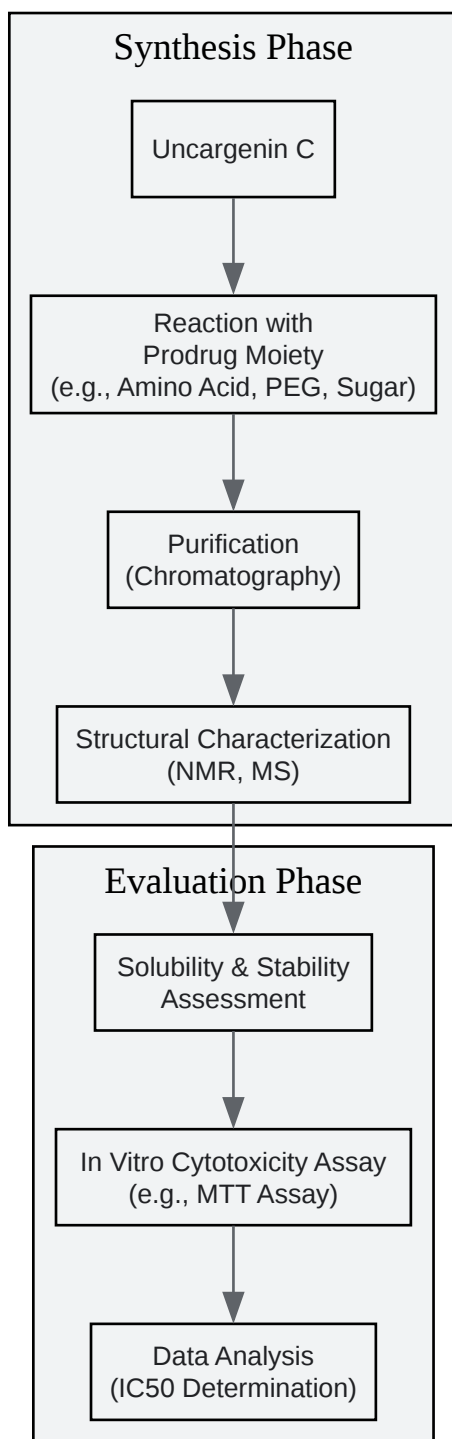 Synthesis Phase
Uncargenin C
Reaction with
Prodrug Moiety
(e.g., Amino Acid, PEG, Sugar)
Purification
(Chromatography)
Structural Characterization
(NMR, MS)
Evaluation Phase
Solubility & Stability
Assessment
In Vitro Cytotoxicity Assay
(e.g., MTT Assay)
Data Analysis
(IC50 Determination)